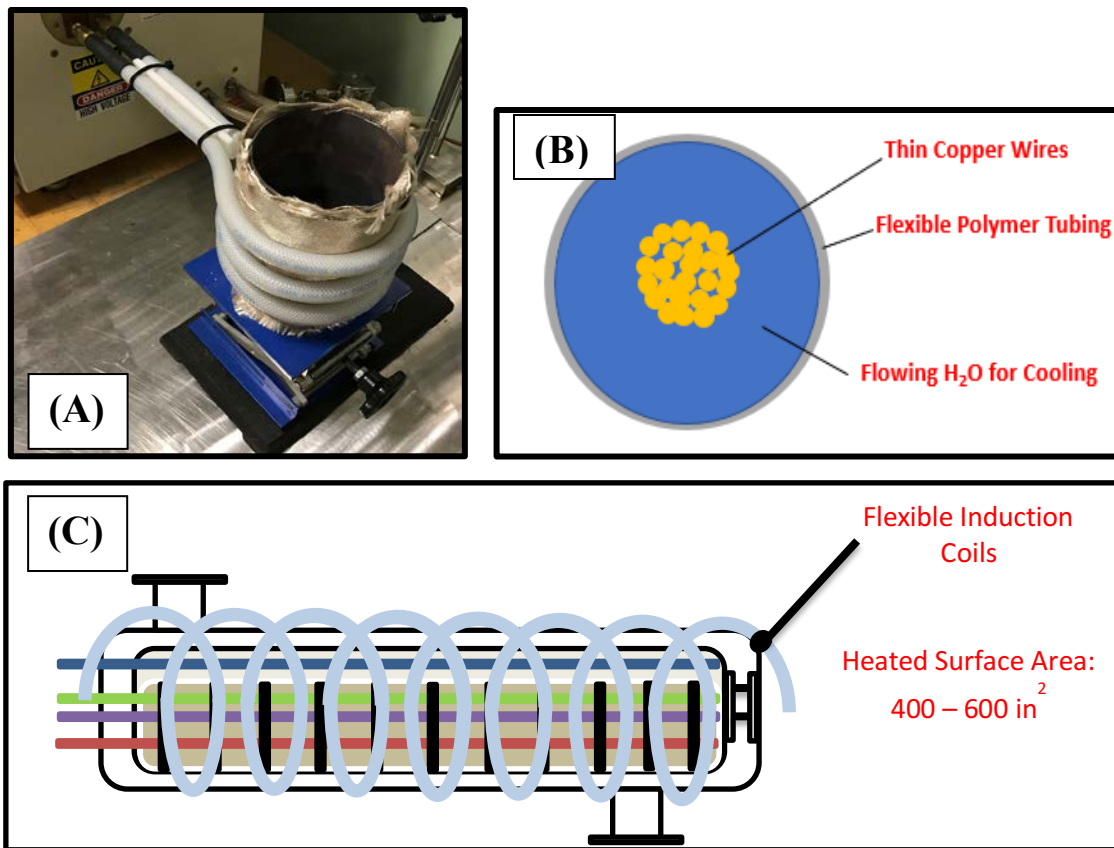 CAUTION
DANGER
HIGH VOLTAGE
(A)
(B)
Thin Copper Wires
Flexible Polymer Tubing
Flowing H₂O for Cooling
(C)
Flexible Induction
Coils
Heated Surface Area:
400 – 600 in²